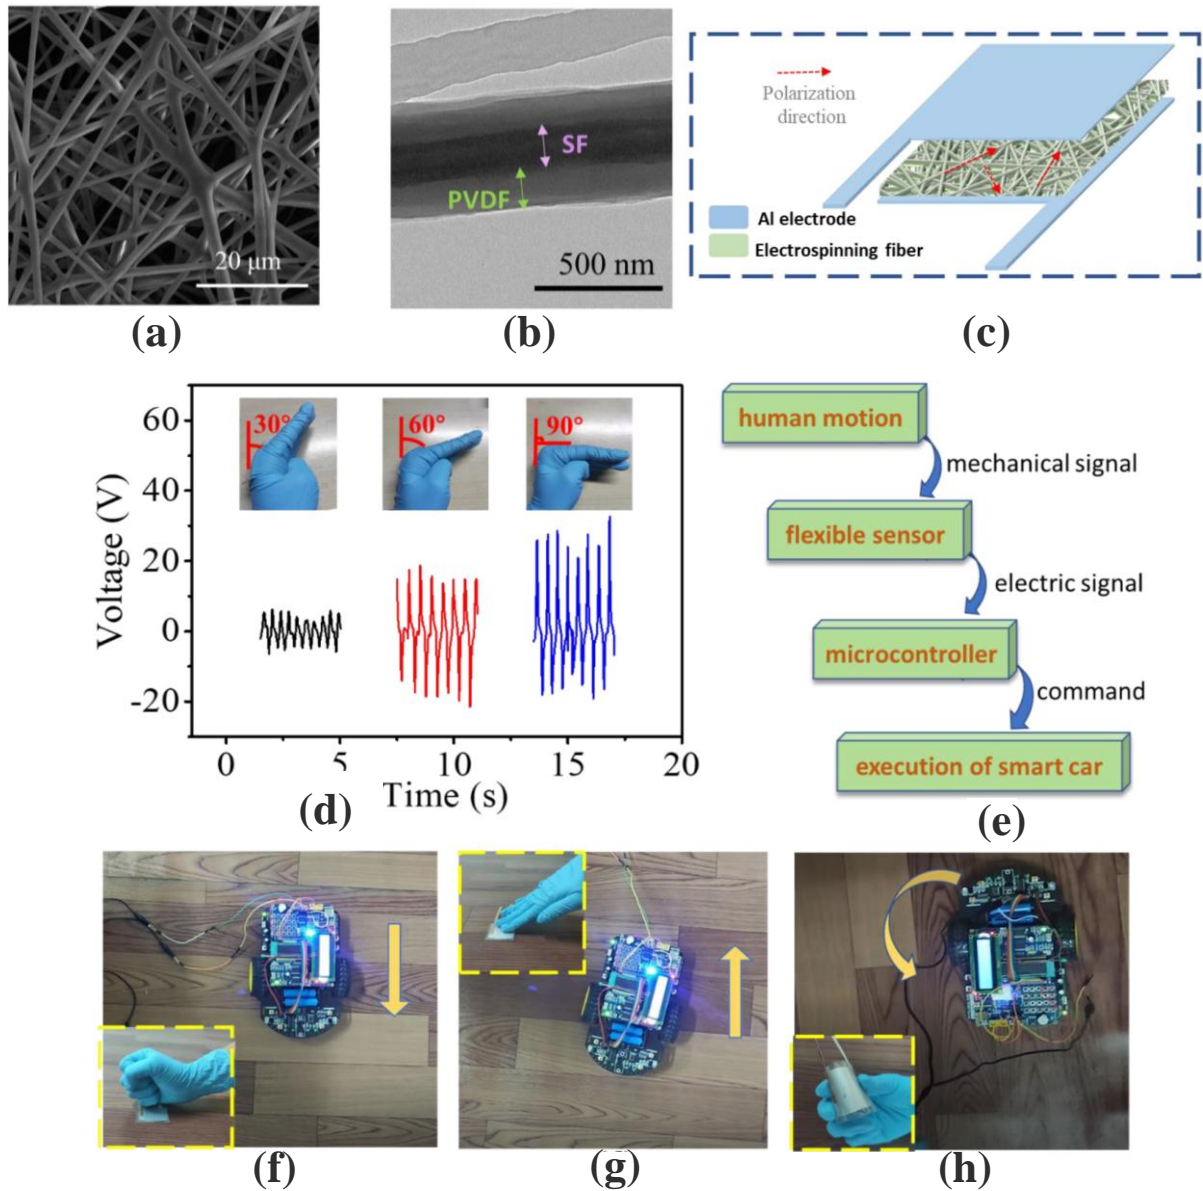 20 μm
SF
PVDF
500 nm
Polarization
direction
Al electrode
Electrospinning fiber
(a)
(b)
(c)
Voltage (V)
60
40
20
0
-20
30°
60°
90°
0
5
10
15
20
Time (s)
(d)
human motion
mechanical signal
flexible sensor
electric signal
microcontroller
command
execution of smart car
(e)
(f)
(g)
(h)